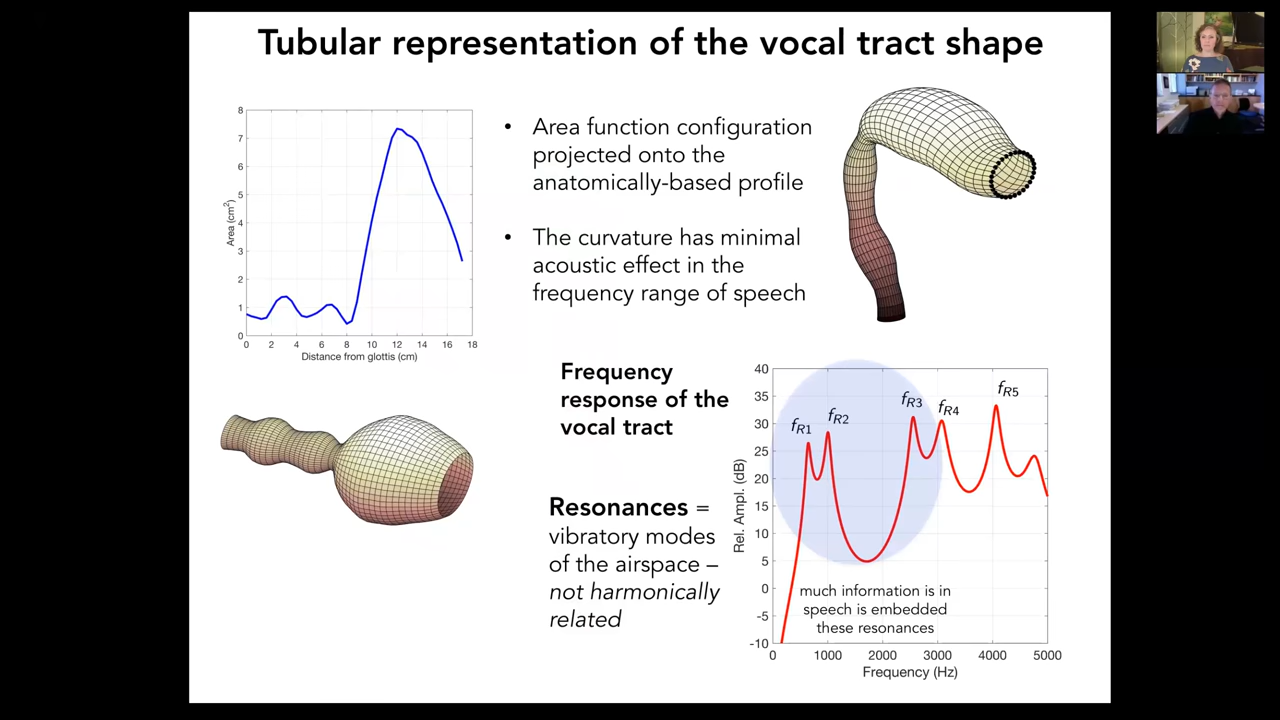 Tubular representation of the vocal tract shape
8
7
6
5
4
3
2
1
0
Area (cm²)
0 2 4 6 8 10 12 14 16 18
Distance from glottis (cm)
• Area function configuration
projected onto the
anatomically-based profile
• The curvature has minimal
acoustic effect in the
frequency range of speech
Frequency
response of the
vocal tract
Resonances =
vibratory modes
of the airspace –
not harmonically
related
40
35
30
25
20
15
10
5
0
-5
-10
Rel. Ampl. (dB)
fR1
fR2
fR3
fR4
fR5
much information is in
speech is embedded
these resonances
0 1000 2000 3000 4000 5000
Frequency (Hz)